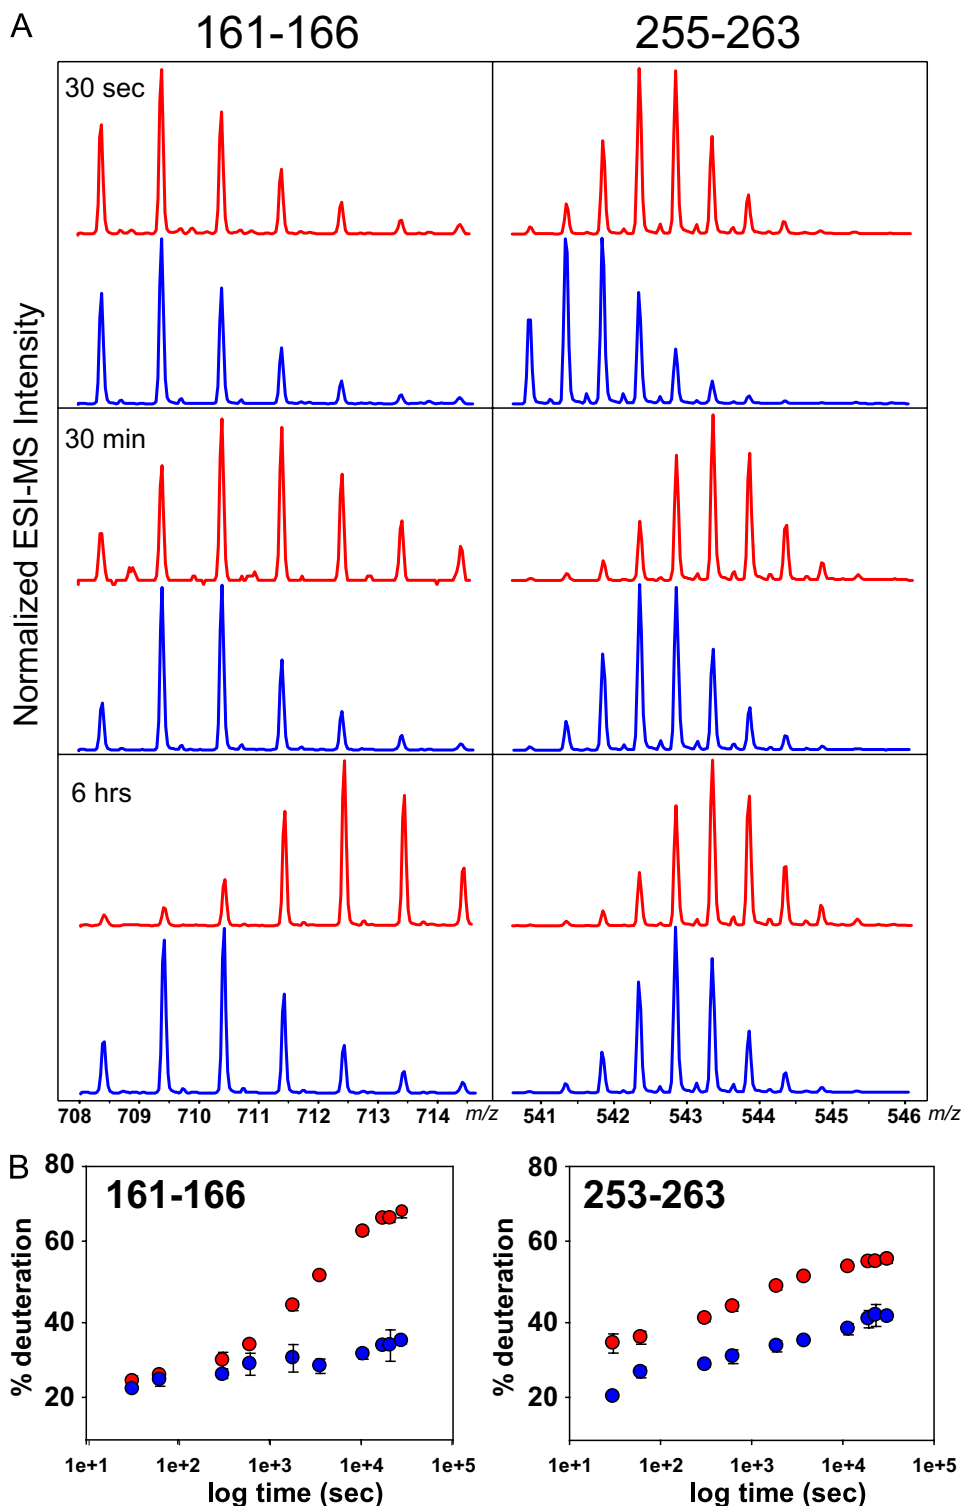 A
161-166 255-263
Normalized ESI-MS Intensity
30 sec
30 min
6 hrs
708 709 710 711 712 713 714 m/z
541 542 543 544 545 546 m/z
B
161-166
% deuteration
80
60
40
20
1e+1 1e+2 1e+3 1e+4 1e+5
log time (sec)
253-263
% deuteration
80
60
40
20
1e+1 1e+2 1e+3 1e+4 1e+5
log time (sec)